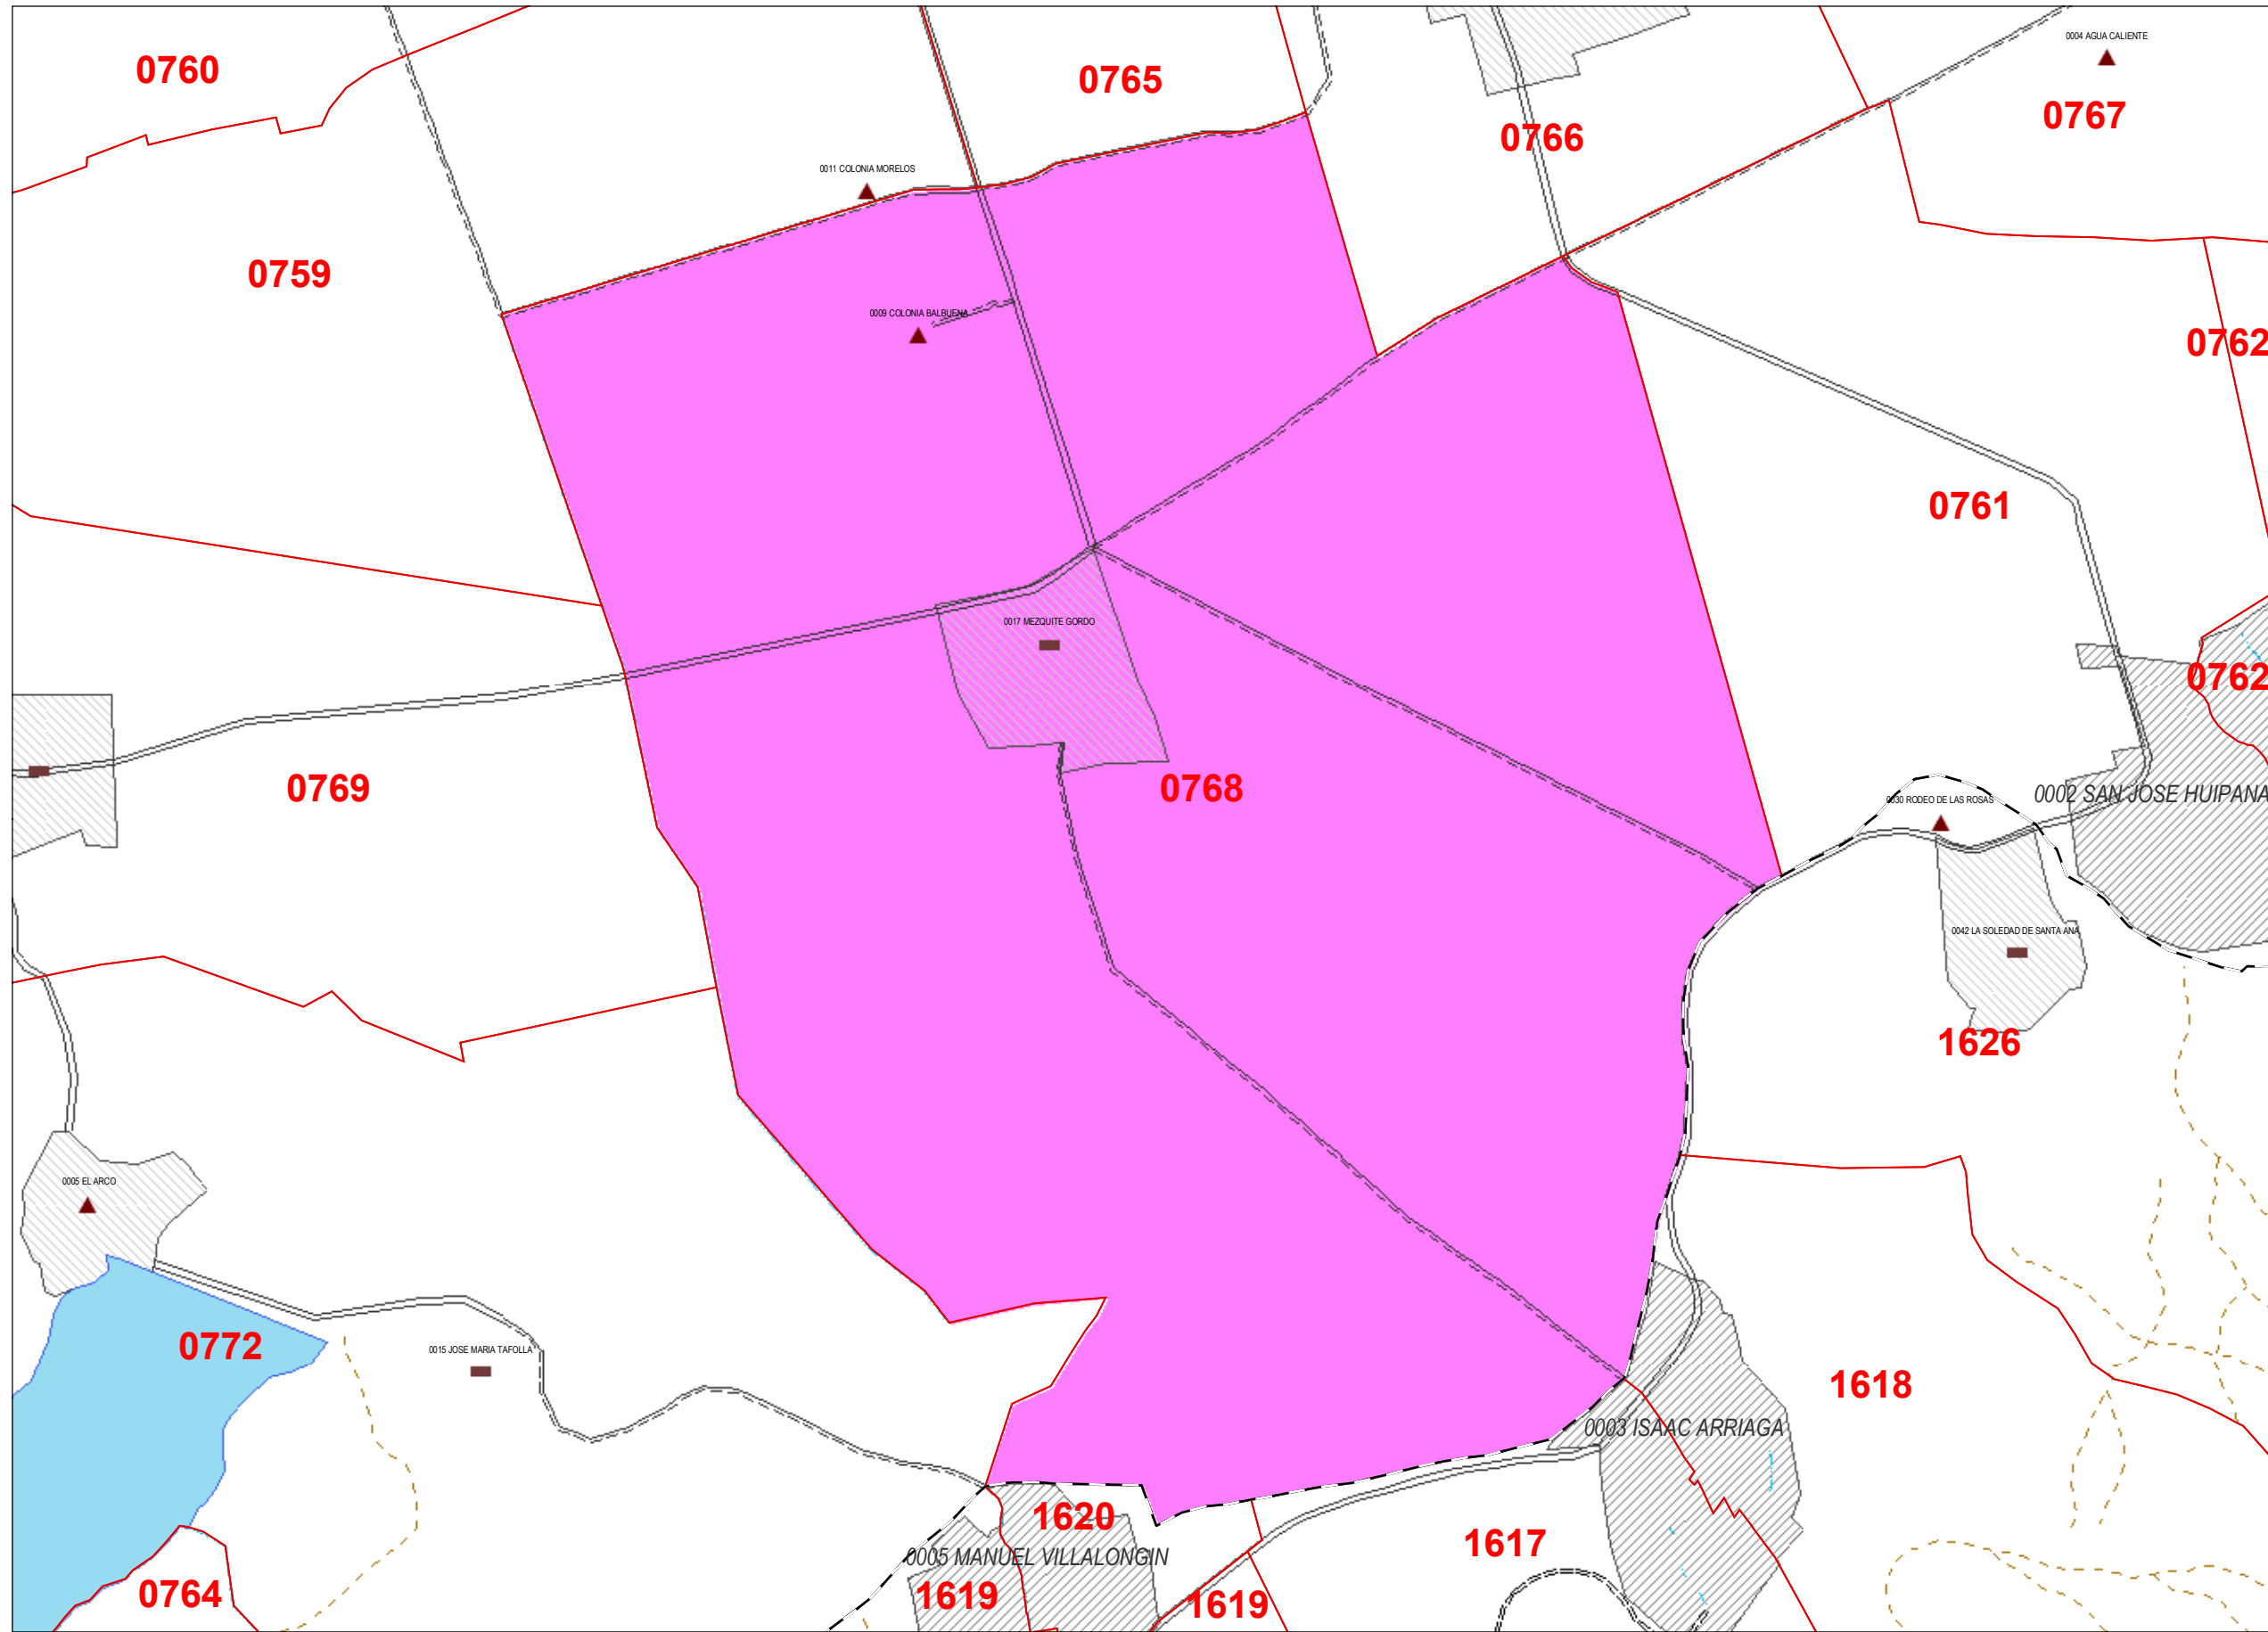 0004 AGUA CALIENTE
0760
0765
0767
0766
0011 COLONIA MORELOS
0759
0009 COLONIA BALBUENA
0762
0761
0017 MEZQUITE GORDO
0762
0769
0768
0030 RODEO DE LAS ROSAS
0002 SAN JOSE HUIPANA
0042 LA SOLEDAD DE SANTA ANA
1626
0005 EL ARCO
0772
0015 JOSE MARIA TAFOLLA
1618
0003 ISAAC ARRIAGA
1620
1617
0005 MANUEL VILLALONGIN
0764
1619
1619